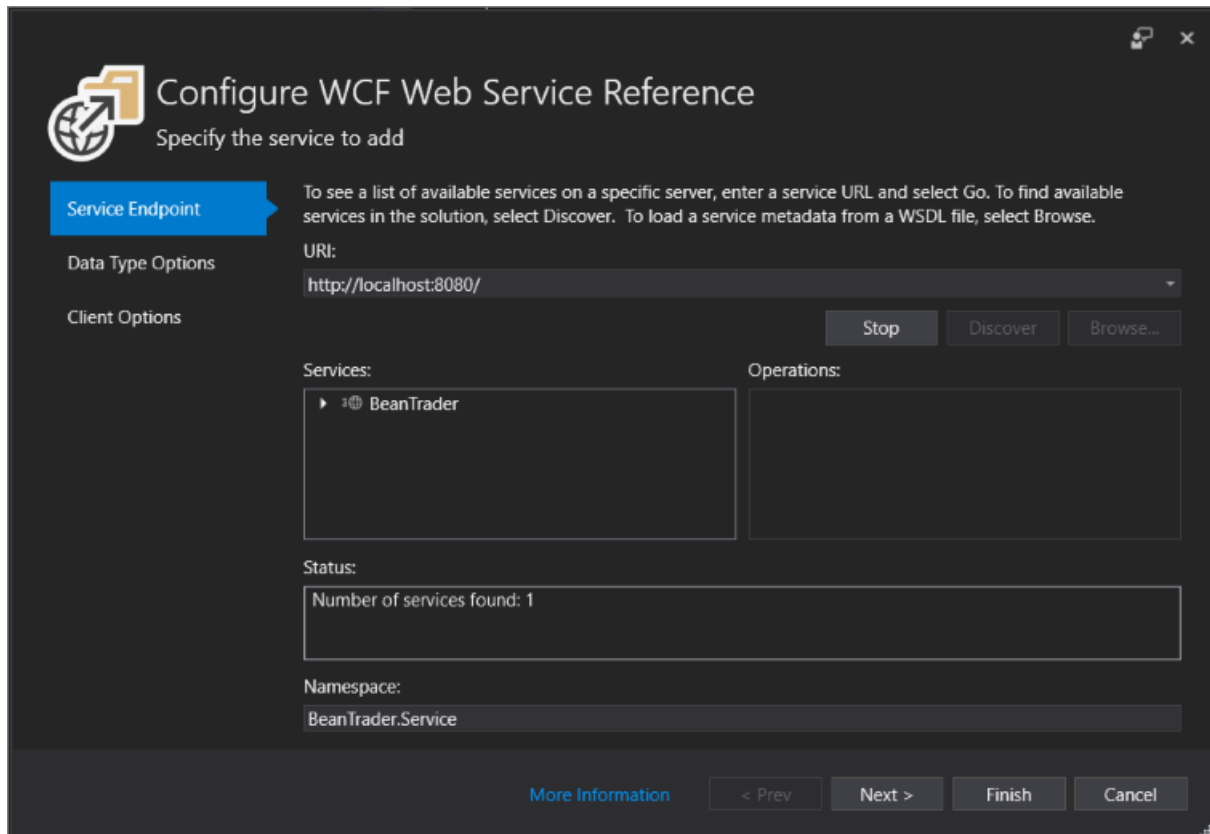 Configure WCF Web Service Reference
Specify the service to add
Service Endpoint
Data Type Options
Client Options
To see a list of available services on a specific server, enter a service URL and select Go. To find available
services in the solution, select Discover.  To load a service metadata from a WSDL file, select Browse.
URI:
http://localhost:8080/
Stop
Discover
Browse...
Services:
BeanTrader
Operations:
Status:
Number of services found: 1
Namespace:
BeanTrader.Service
More Information
< Prev
Next >
Finish
Cancel